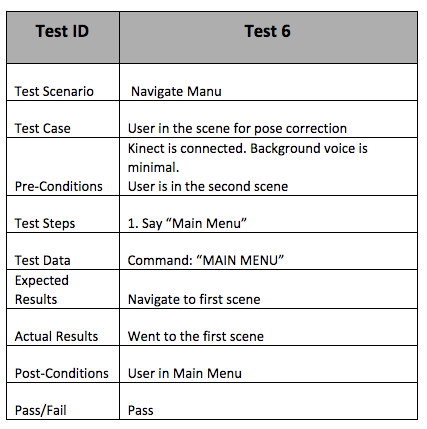 Test ID Test 6
Test Scenario Navigate Manu
Test Case User in the scene for pose correction
Kinect is connected. Background voice is
minimal.
Pre-Conditions User is in the second scene
Test Steps 1. Say “Main Menu”
Test Data Command: “MAIN MENU”
Expected
Results Navigate to first scene
Actual Results Went to the first scene
Post-Conditions User in Main Menu
Pass/Fail Pass